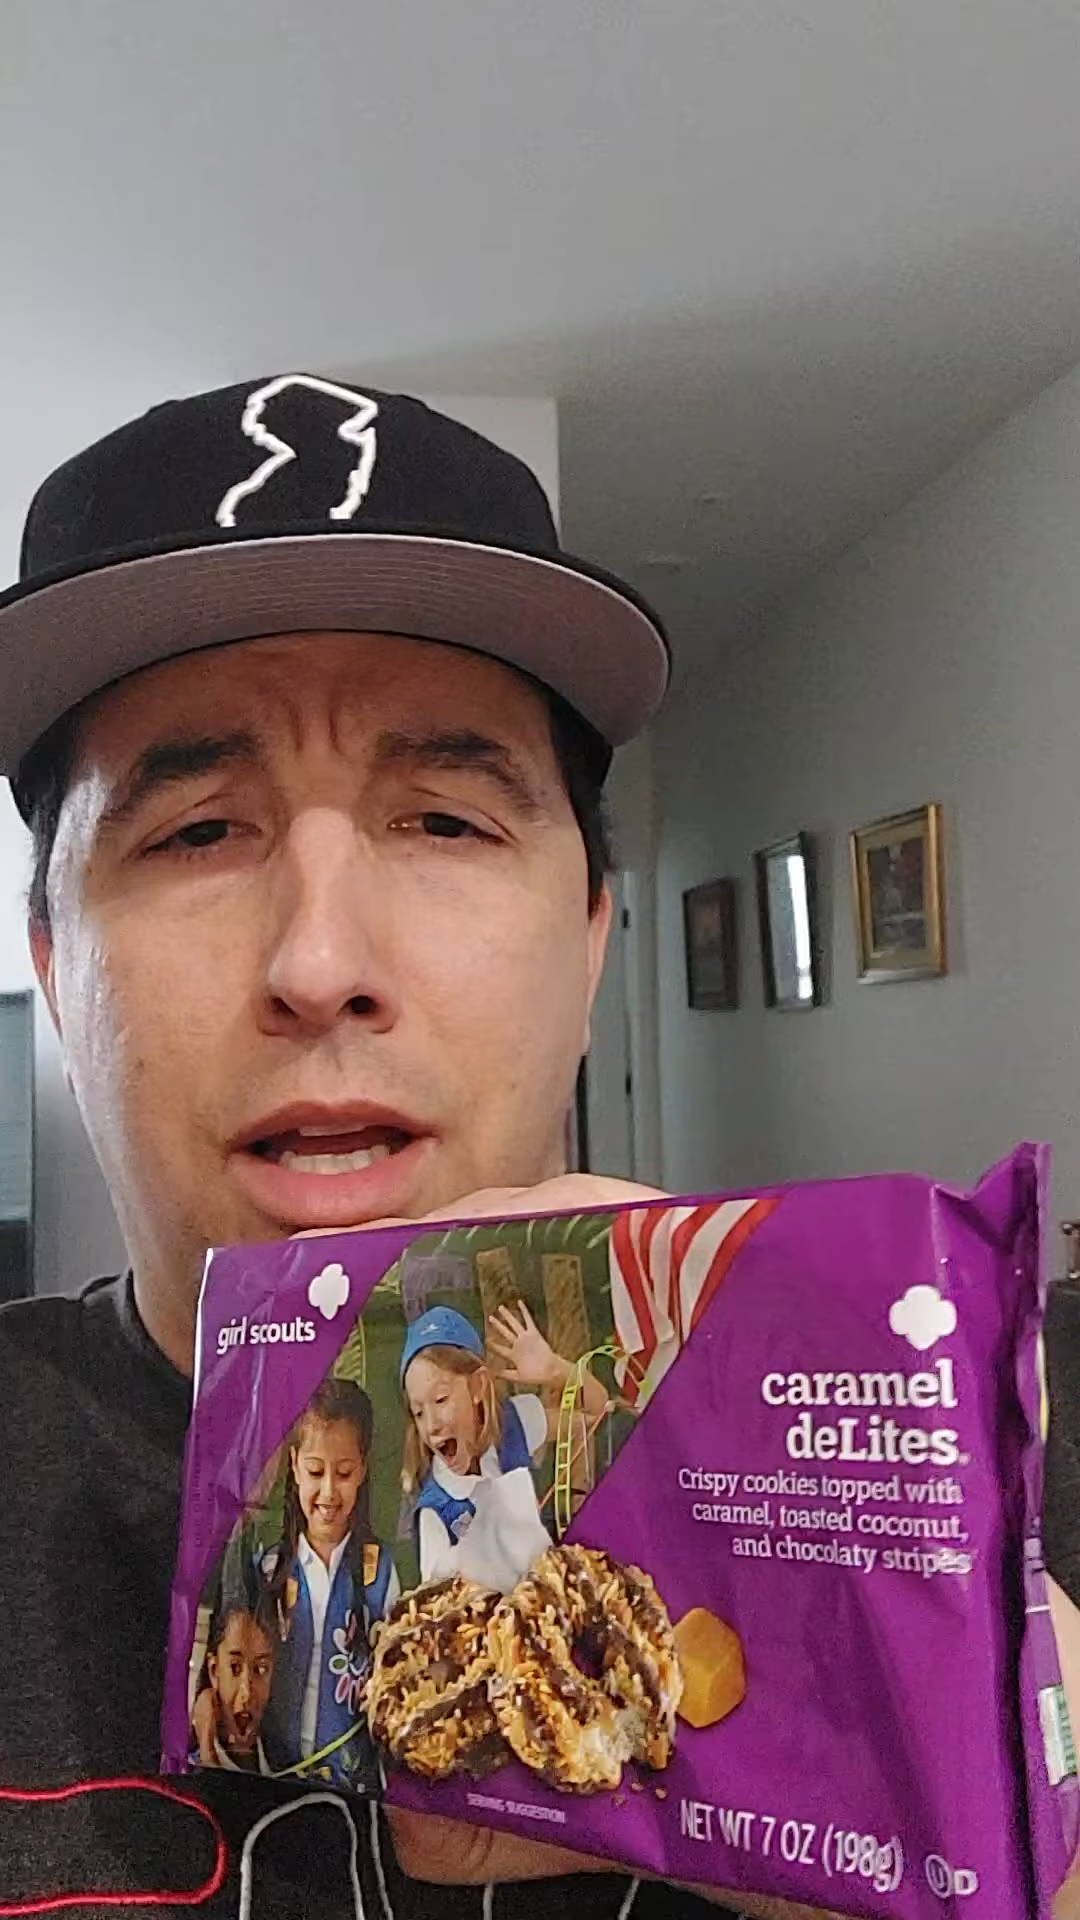 girl scouts
caramel
deLites®
Crispy cookies topped with
caramel, toasted coconut,
and chocolaty stripes
SERVING SUGGESTION
NET WT 7 OZ (198g)
U D